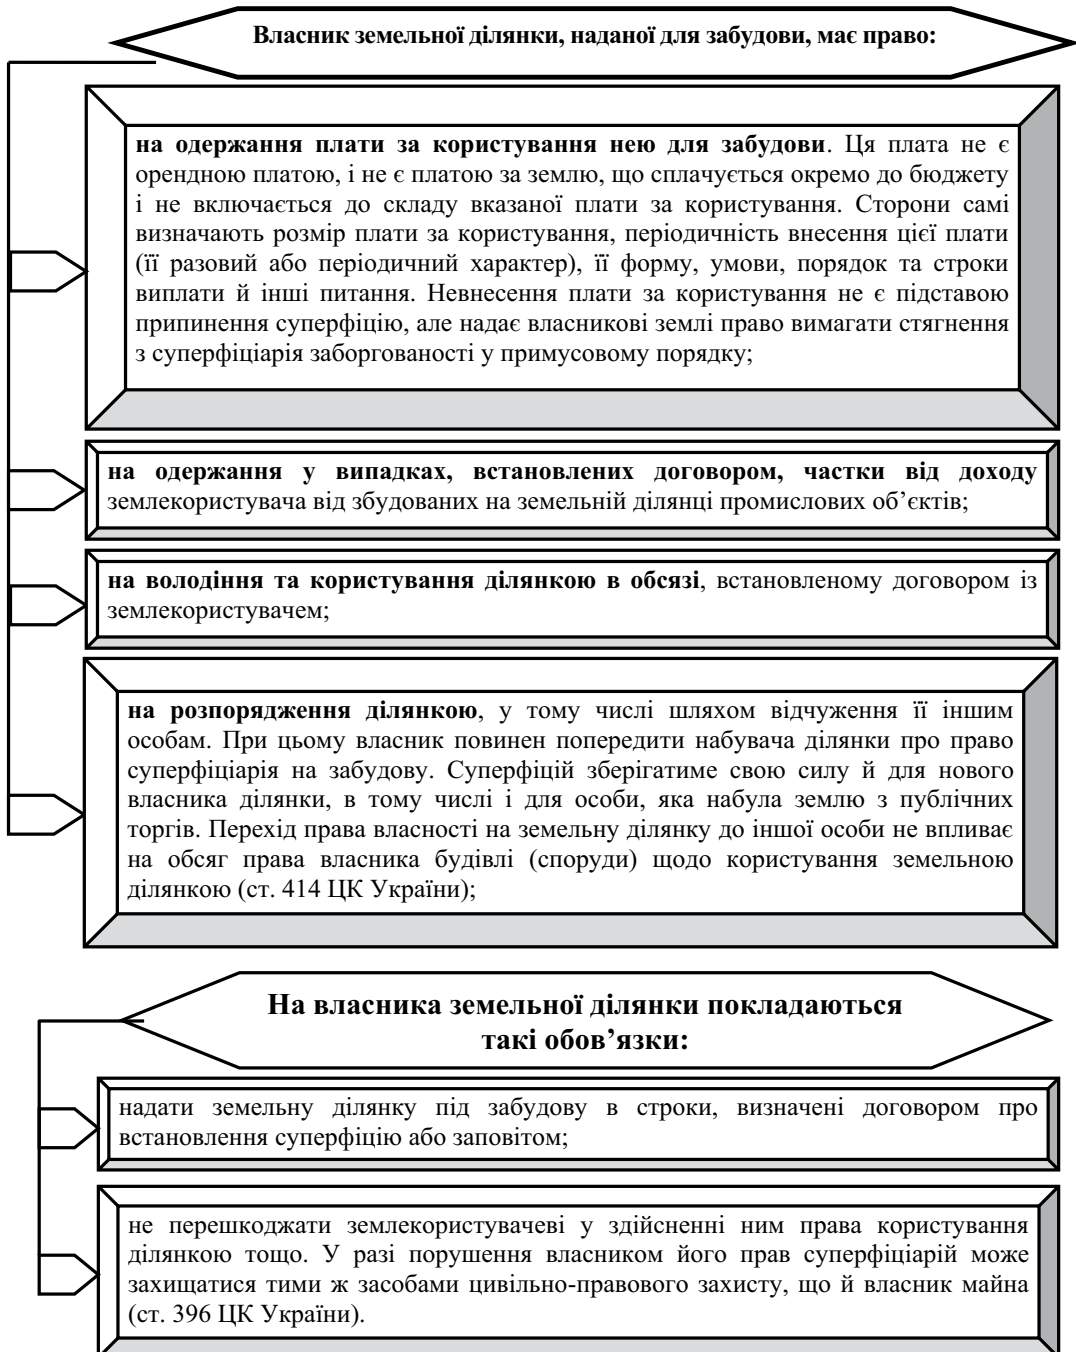 Власник земельної ділянки, наданої для забудови, має право:
на одержання плати за користування нею для забудови. Ця плата не є
орендною платою, і не є платою за землю, що сплачується окремо до бюджету
і не включається до складу вказаної плати за користування. Сторони самі
визначають розмір плати за користування, періодичність внесення цієї плати
(її разовий або періодичний характер), її форму, умови, порядок та строки
виплати й інші питання. Невнесення плати за користування не є підставою
припинення суперфіцію, але надає власникові землі право вимагати стягнення
з суперфіціарія заборгованості у примусовому порядку;
на одержання у випадках, встановлених договором, частки від доходу
землекористувача від збудованих на земельній ділянці промислових об’єктів;
на володіння та користування ділянкою в обсязі, встановленому договором із
землекористувачем;
на розпорядження ділянкою, у тому числі шляхом відчуження її іншим
особам. При цьому власник повинен попередити набувача ділянки про право
суперфіціарія на забудову. Суперфіцій зберігатиме свою силу й для нового
власника ділянки, в тому числі і для особи, яка набула землю з публічних
торгів. Перехід права власності на земельну ділянку до іншої особи не впливає
на обсяг права власника будівлі (споруди) щодо користування земельною
ділянкою (ст. 414 ЦК України);
На власника земельної ділянки покладаються
такі обов’язки:
надати земельну ділянку під забудову в строки, визначені договором про
встановлення суперфіцію або заповітом;
не перешкоджати землекористувачеві у здійсненні ним права користування
ділянкою тощо. У разі порушення власником його прав суперфіціарій може
захищатися тими ж засобами цивільно-правового захисту, що й власник майна
(ст. 396 ЦК України).